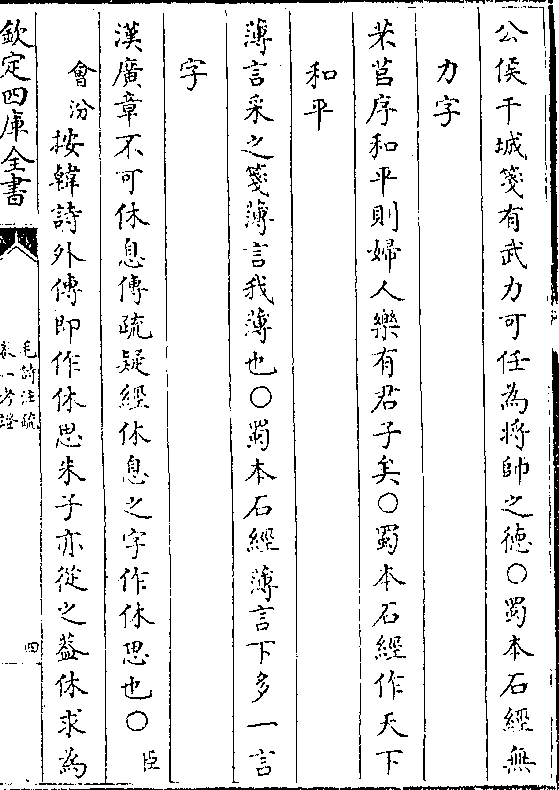 公侯干城箋有武力可任為將帥之德○蜀本石經無
力字
芣苢序和平則婦人樂有君子矣○蜀本石經作天下
和平
薄言采之箋薄言我薄也○蜀本石經薄言下多一言
字
漢廣章不可休息傳疏疑經休息之字作休思也○臣
會汾按韓詩外傳即作休思朱子亦從之葢休求為
欽定四庫全書
毛詩注疏
卷一考證
四